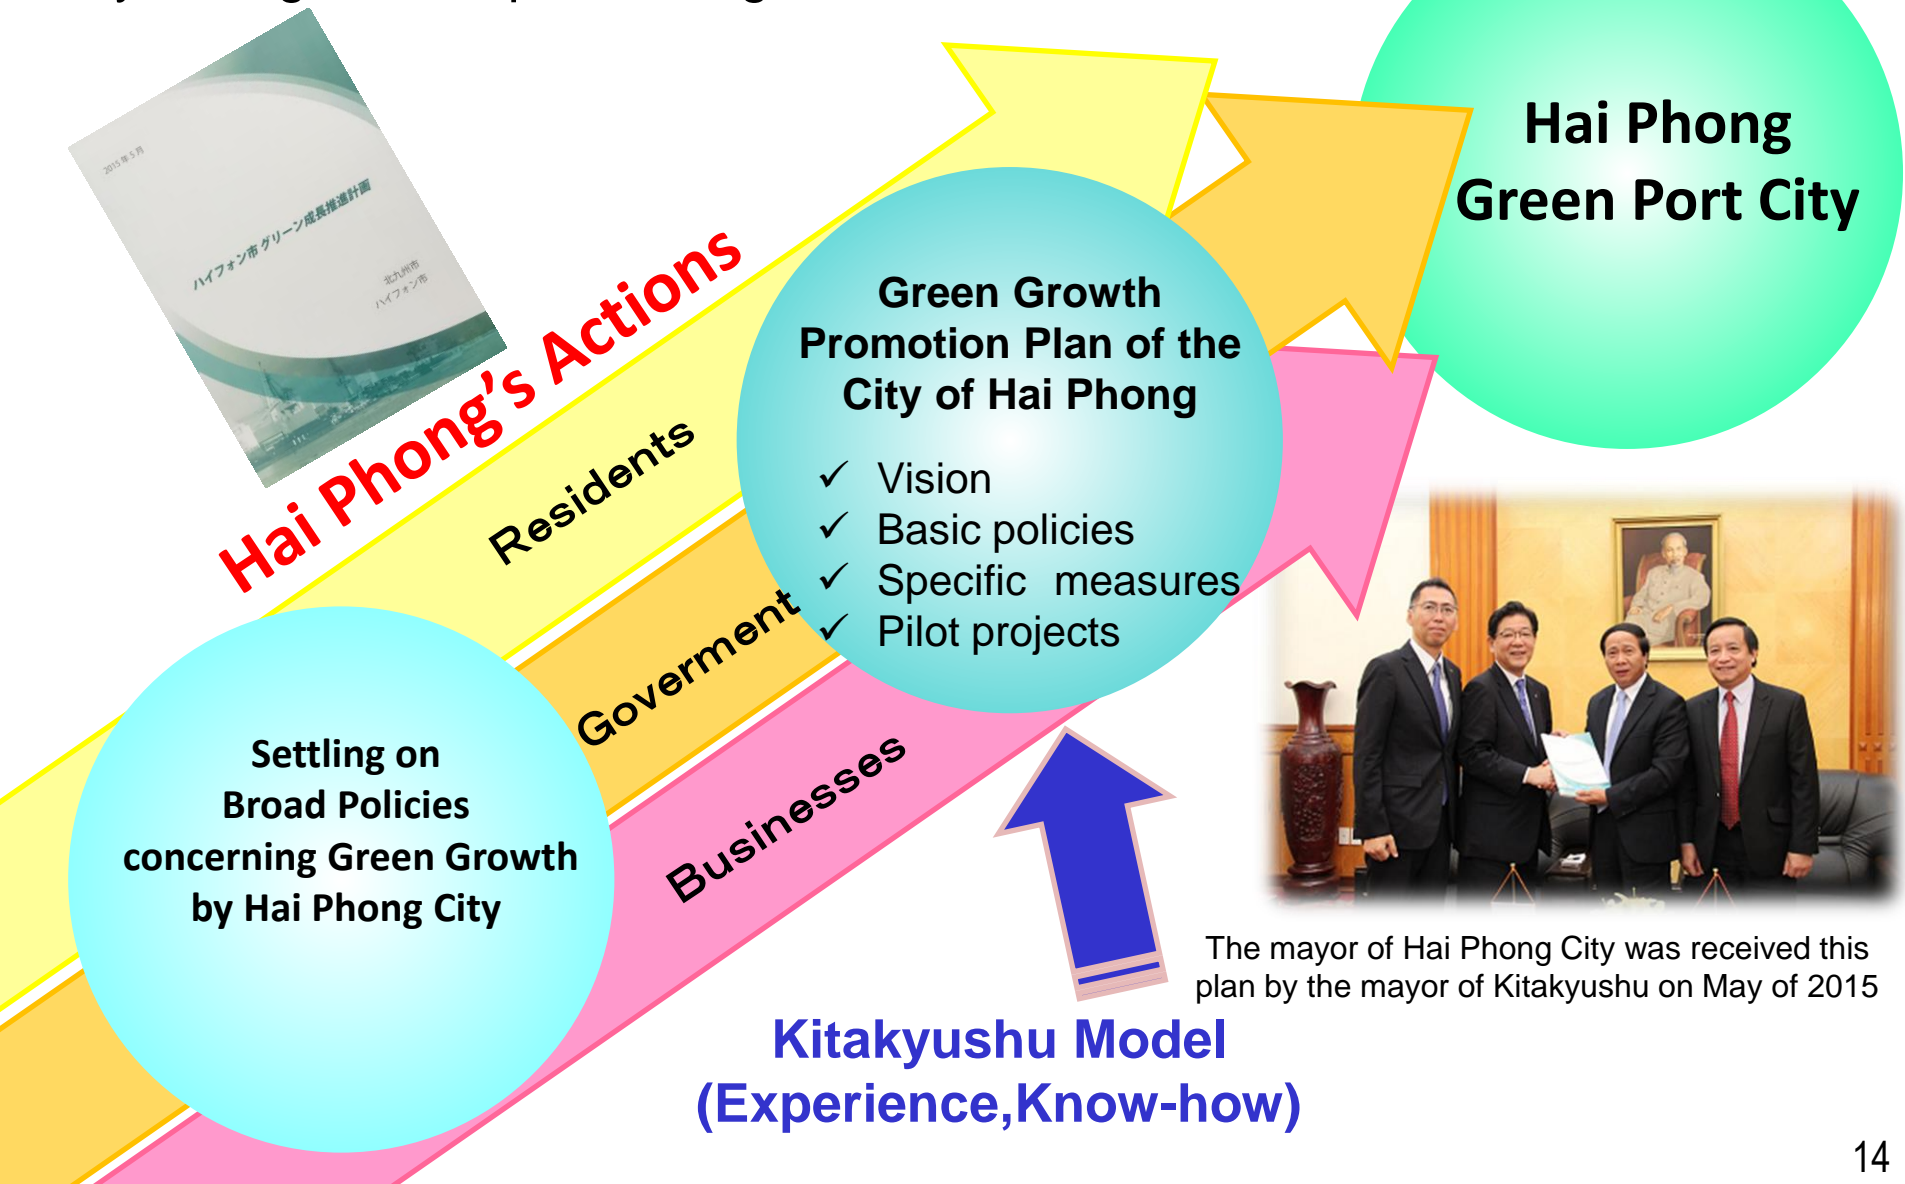 2015年5月
ハイフォン市 グリーン成長推進計画
北九州市
ハイフォン市
Hai Phong's Actions
Residents
Goverment
Businesses
Hai Phong
Green Port City
Green Growth
Promotion Plan of the
City of Hai Phong
✓ Vision
✓ Basic policies
✓ Specific measures
✓ Pilot projects
Settling on
Broad Policies
concerning Green Growth
by Hai Phong City
The mayor of Hai Phong City was received this
plan by the mayor of Kitakyushu on May of 2015
Kitakyushu Model
(Experience,Know-how)
14